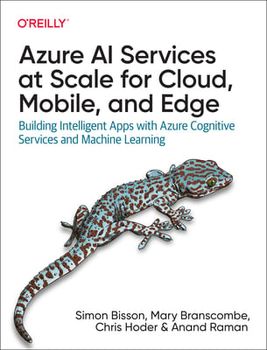 O'REILLY®
Azure AI Services
at Scale for Cloud,
Mobile, and Edge
Building Intelligent Apps with Azure Cognitive
Services and Machine Learning
Simon Bisson, Mary Branscombe,
Chris Hoder & Anand Raman